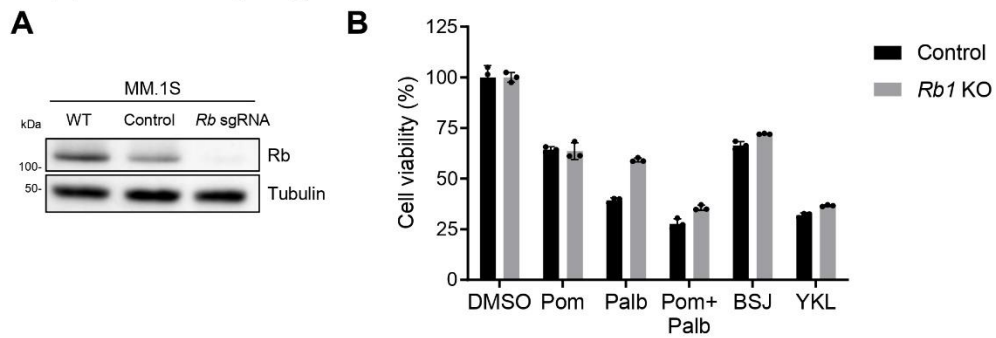 A
MM.1S
kDa
WT Control Rb sgRNA
100-
Rb
50-
Tubulin
B
125
100
75
50
25
0
Cell viability (%)
DMSO Pom Palb Pom+ Palb BSJ YKL
Control
Rb1 KO